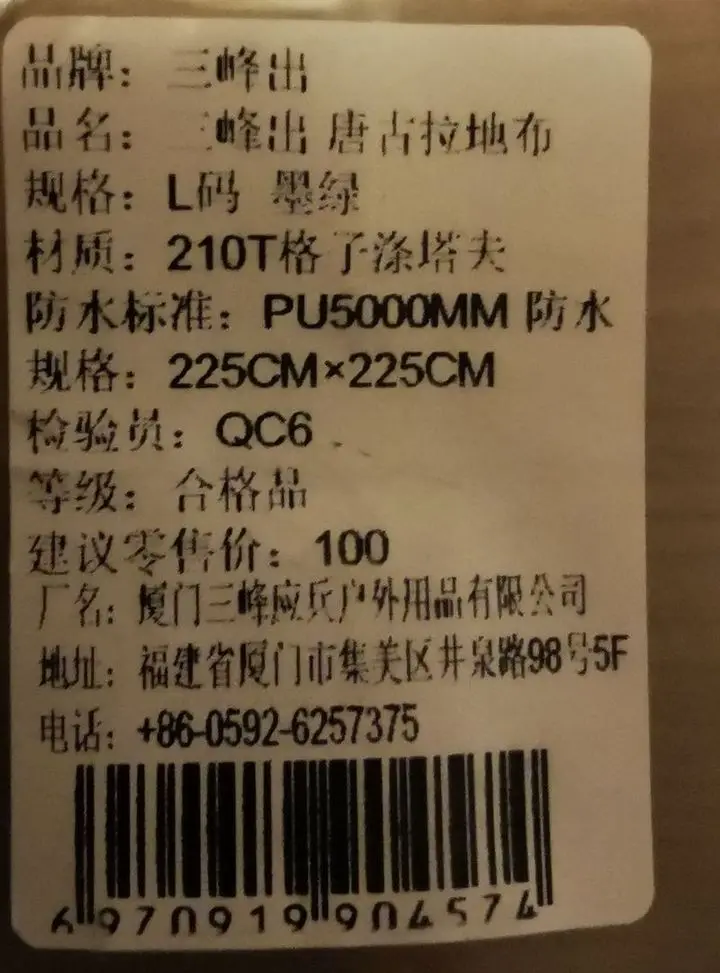 品牌：三峰出
品名：三峰出 唐古拉地布
规格：L码 墨绿
材质：210T格子涤塔夫
防水标准：PU5000MM 防水
规格：225CM×225CM
检验员：QC6
等级：合格品
建议零售价：100
厂名：厦门三峰应兵户外用品有限公司
地址：福建省厦门市集美区井泉路98号5F
电话：+86-0592-6257375
6970919904574